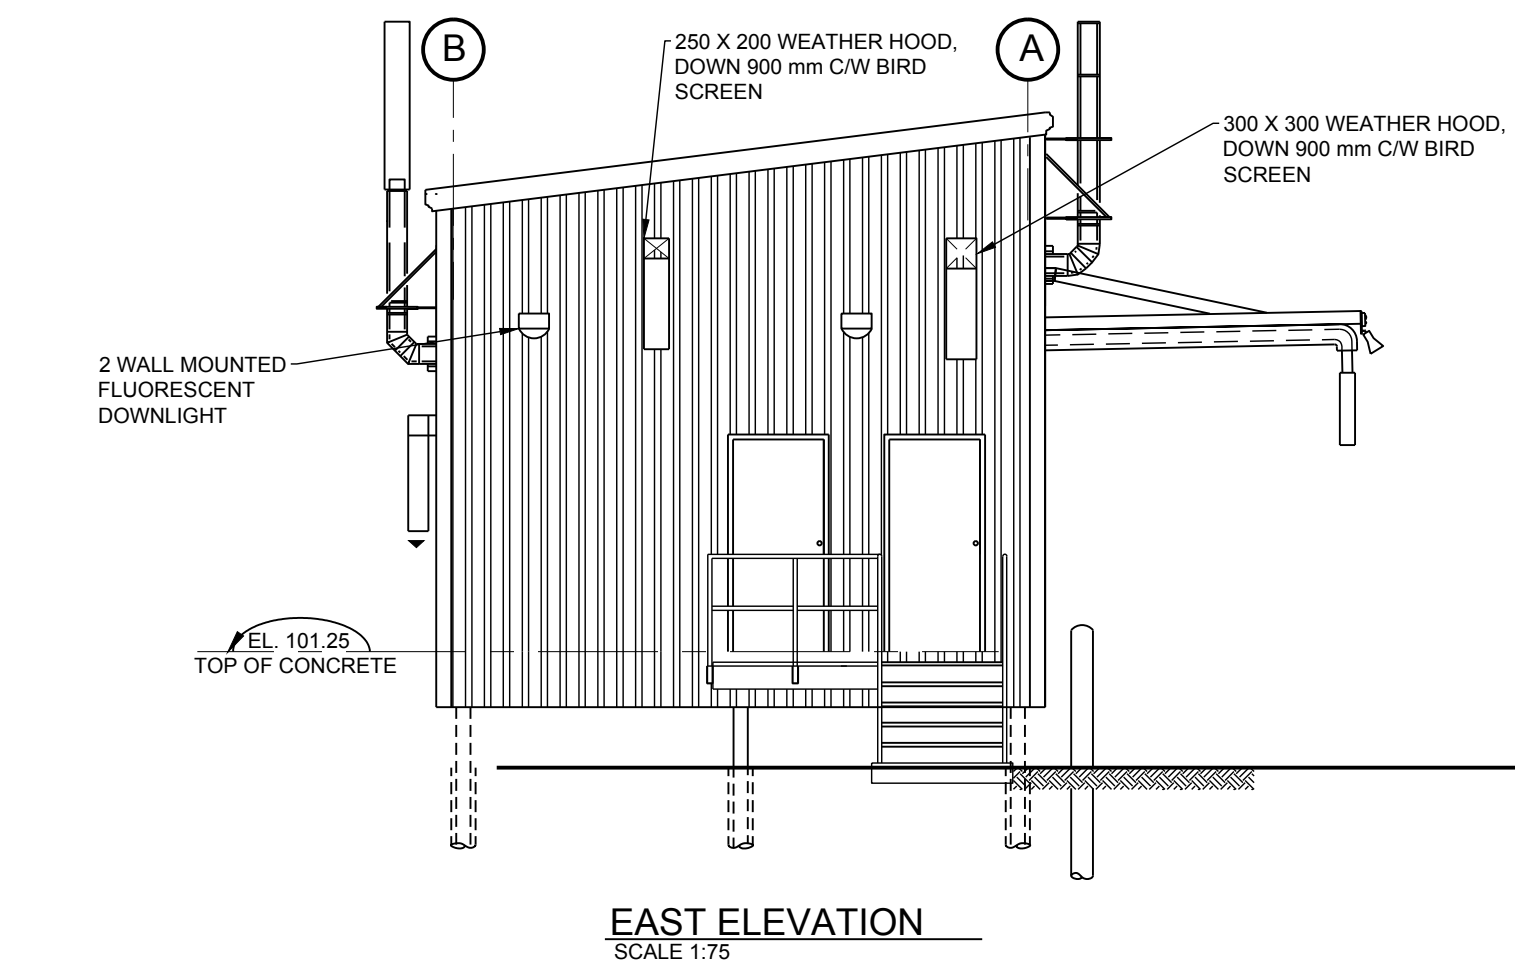 B
250 X 200 WEATHER HOOD,
DOWN 900 mm C/W BIRD
SCREEN
A
300 X 300 WEATHER HOOD,
DOWN 900 mm C/W BIRD
SCREEN
2 WALL MOUNTED
FLUORESCENT
DOWNLIGHT
EL. 101.25
TOP OF CONCRETE
EAST ELEVATION
SCALE 1:75